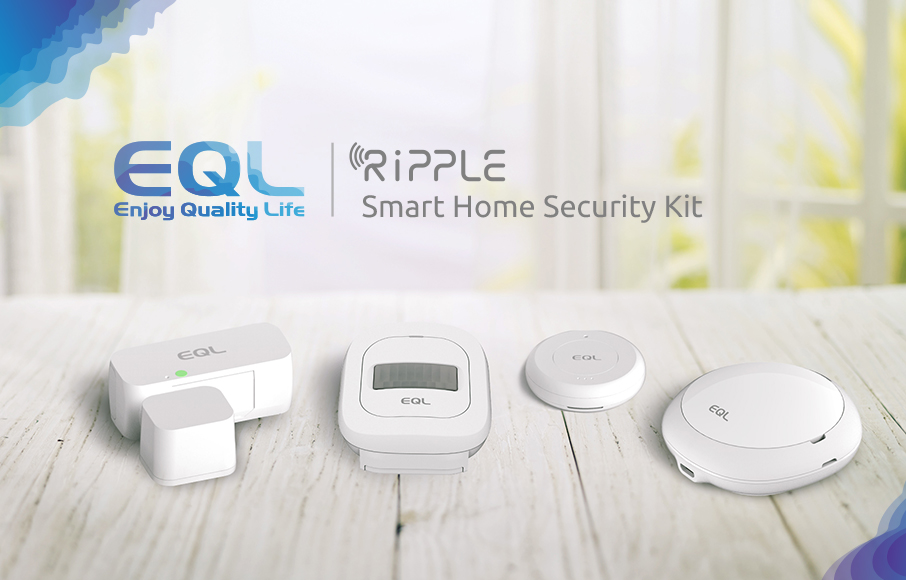 EQL
Enjoy Quality Life
RiPPLE
Smart Home Security Kit
EQL
EQL
EQL
EQL